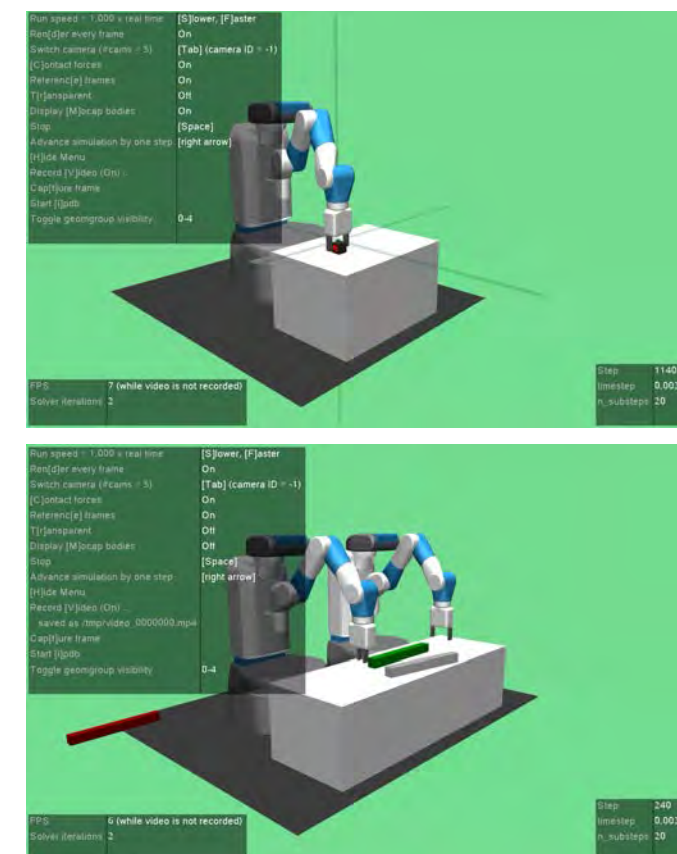 Run speed = 1.000 x real time [S]lower, [F]aster
Ren[d]er every frame On
Switch camera (#cams = 5) [Tab] (camera ID = -1)
[C]ontact forces On
Referenc[e] frames On
T[r]ansparent Off
Display [M]ocap bodies On
Stop [Space]
Advance simulation by one step [right arrow]
[H]ide Menu
Record [V]ideo (On)
Cap[t]ure frame
Start [i]pdb
Toggle geomgroup visibility 0-4
FPS 7 (while video is not recorded)
Solver iterations 2
Step 1140
timestep 0.00
n_substeps 20
Run speed = 1.000 x real time [S]lower, [F]aster
Ren[d]er every frame On
Switch camera (#cams = 5) [Tab] (camera ID = -1)
[C]ontact forces On
Referenc[e] frames On
T[r]ansparent Off
Display [M]ocap bodies Off
Stop [Space]
Advance simulation by one step [right arrow]
[H]ide Menu
Record [V]ideo (On)
saved as /tmp/video_0000000.mp4
Cap[t]ure frame
Start [i]pdb
Toggle geomgroup visibility 0-4
FPS 6 (while video is not recorded)
Solver iterations 2
Step 240
timestep 0.00
n_substeps 20